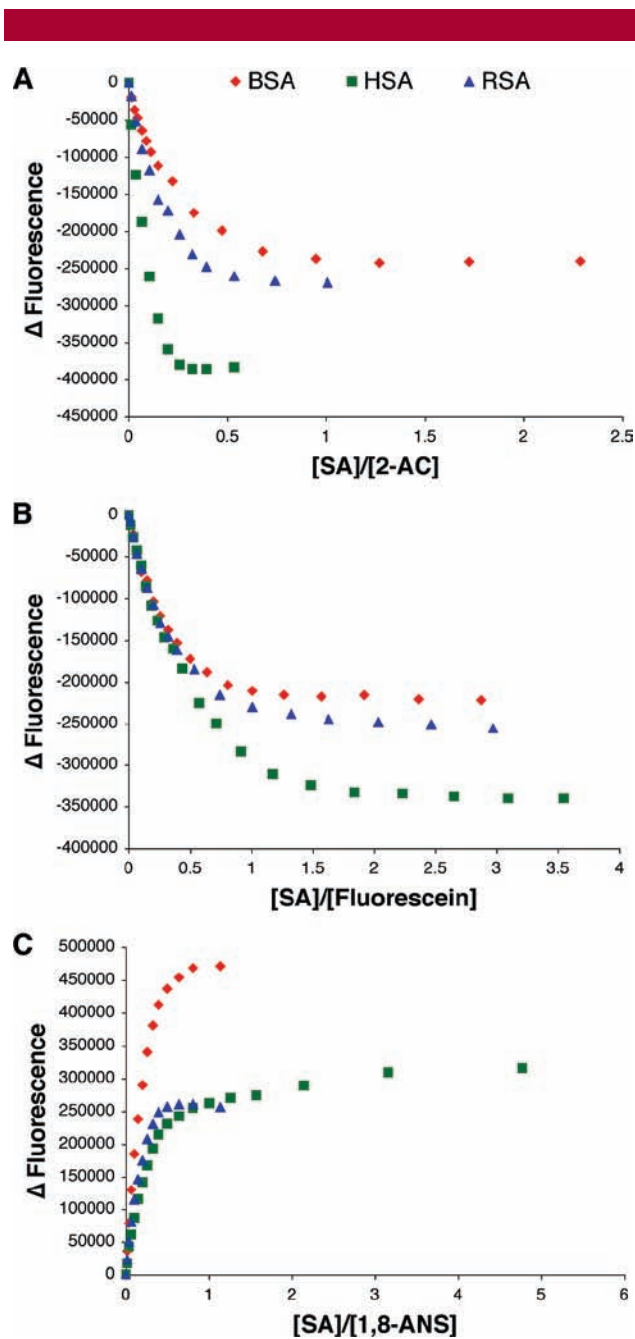 A
BSA HSA RSA
0
-50000
-100000
-150000
-200000
-250000
-300000
-350000
-400000
-450000
Δ Fluorescence
0 0.5 1 1.5 2 2.5
[SA]/[2-AC]
B
0
-50000
-100000
-150000
-200000
-250000
-300000
-350000
-400000
Δ Fluorescence
0 0.5 1 1.5 2 2.5 3 3.5 4
[SA]/[Fluorescein]
C
500000
450000
400000
350000
300000
250000
200000
150000
100000
50000
0
Δ Fluorescence
0 1 2 3 4 5 6
[SA]/[1,8-ANS]